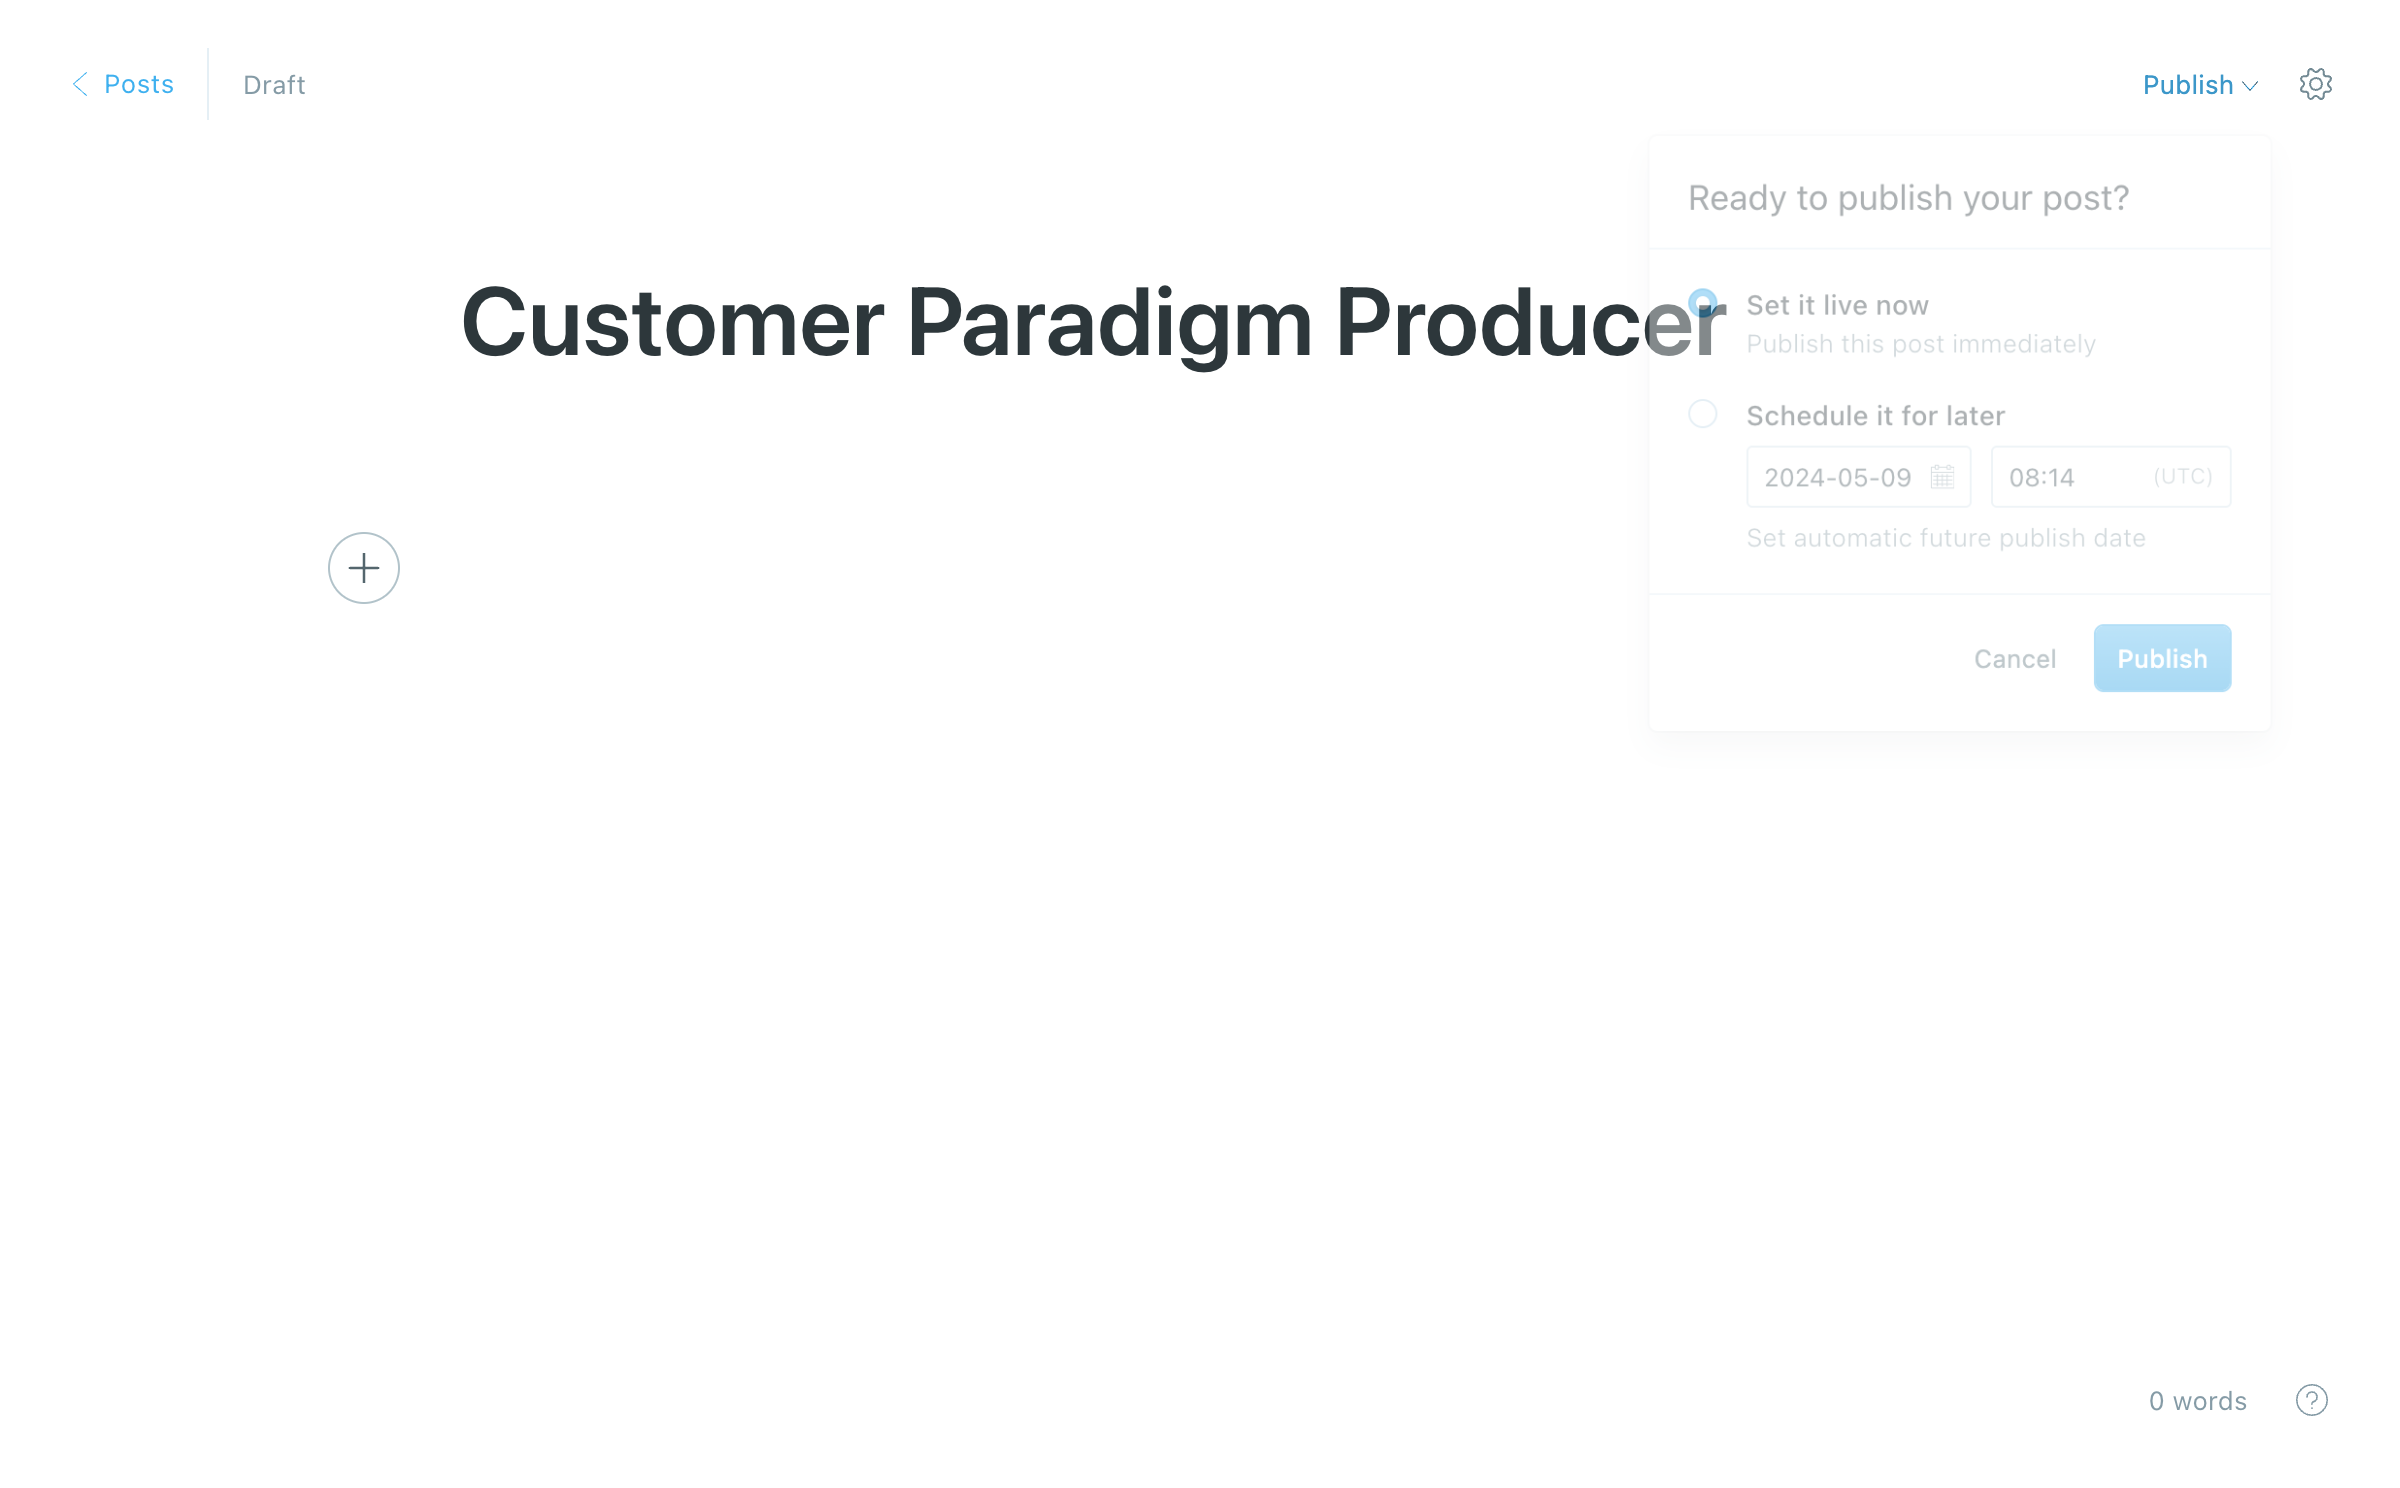 Posts
Draft
Publish
Ready to publish your post?
Customer Paradigm Producer
Set it live now
Publish this post immediately
Schedule it for later
2024-05-09
08:14 (UTC)
Set automatic future publish date
Cancel
Publish
0 words
?